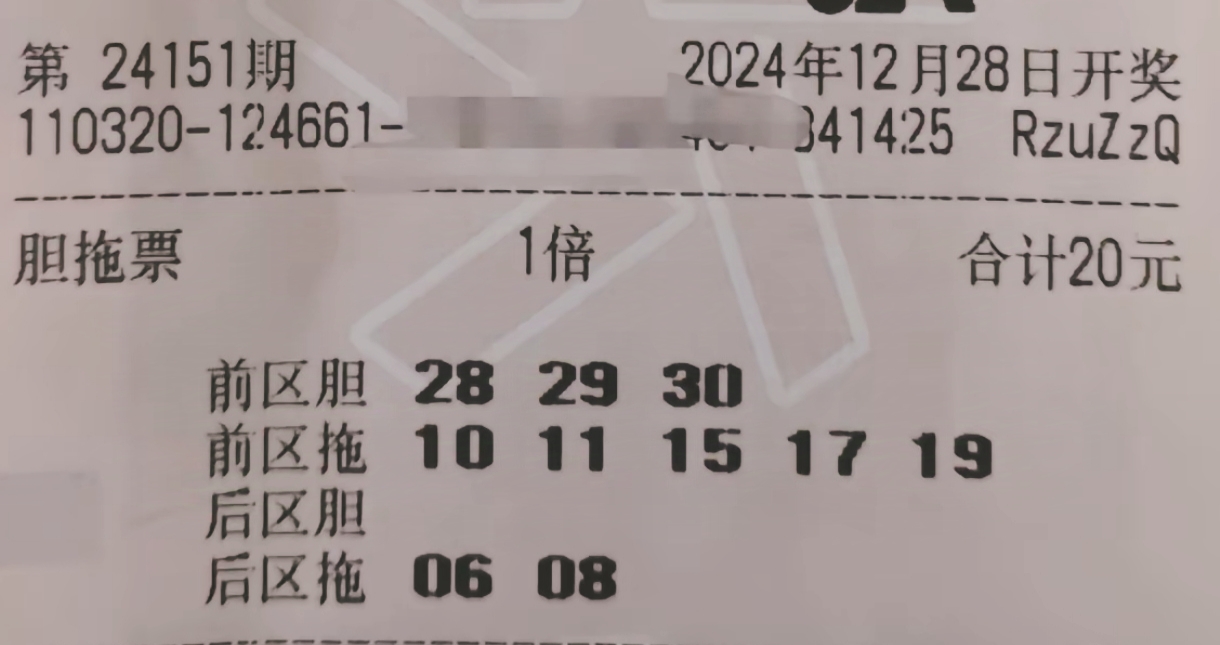 第 24151期 2024年12月28日开奖
110320-124661- 341425 RzuZzQ
胆拖票 1倍 合计20元
前区胆 28 29 30
前区拖 10 11 15 17 19
后区胆
后区拖 06 08